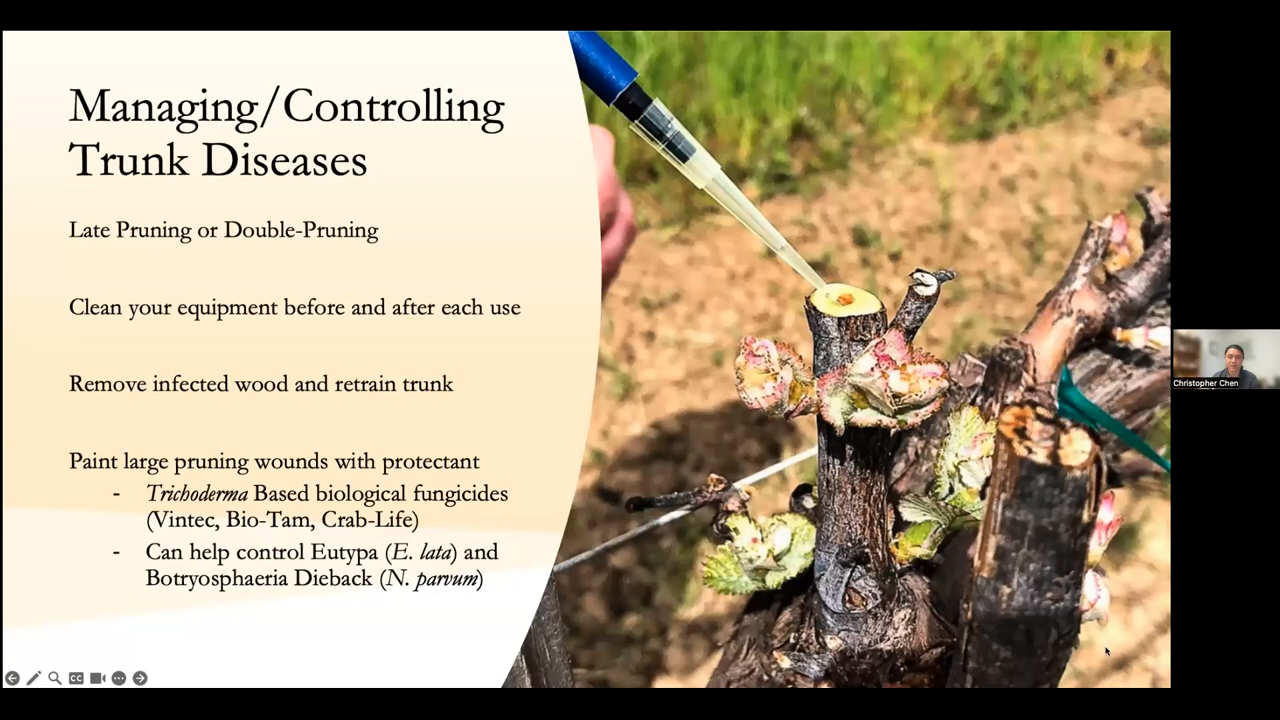 Managing/Controlling
Trunk Diseases
Late Pruning or Double-Pruning
Clean your equipment before and after each use
Remove infected wood and retrain trunk
Paint large pruning wounds with protectant
- Trichoderma Based biological fungicides
(Vintec, Bio-Tam, Crab-Life)
- Can help control Eutypa (E. lata) and
Botryosphaeria Dieback (N. parvum)
CC
Christopher Chen